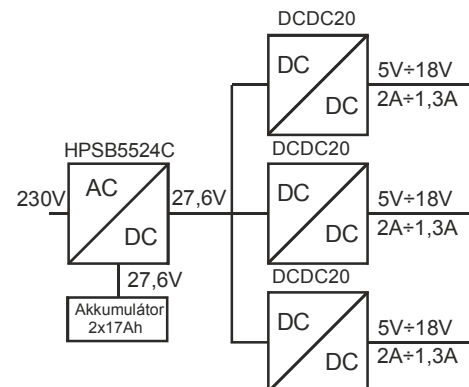 DCDC20
DC
DC
5V÷18V
2A÷1,3A
HPSB5524C
230V
AC
DC
27,6V
27,6V
Akkumulátor
2x17Ah
DCDC20
DC
DC
5V÷18V
2A÷1,3A
DCDC20
DC
DC
5V÷18V
2A÷1,3A